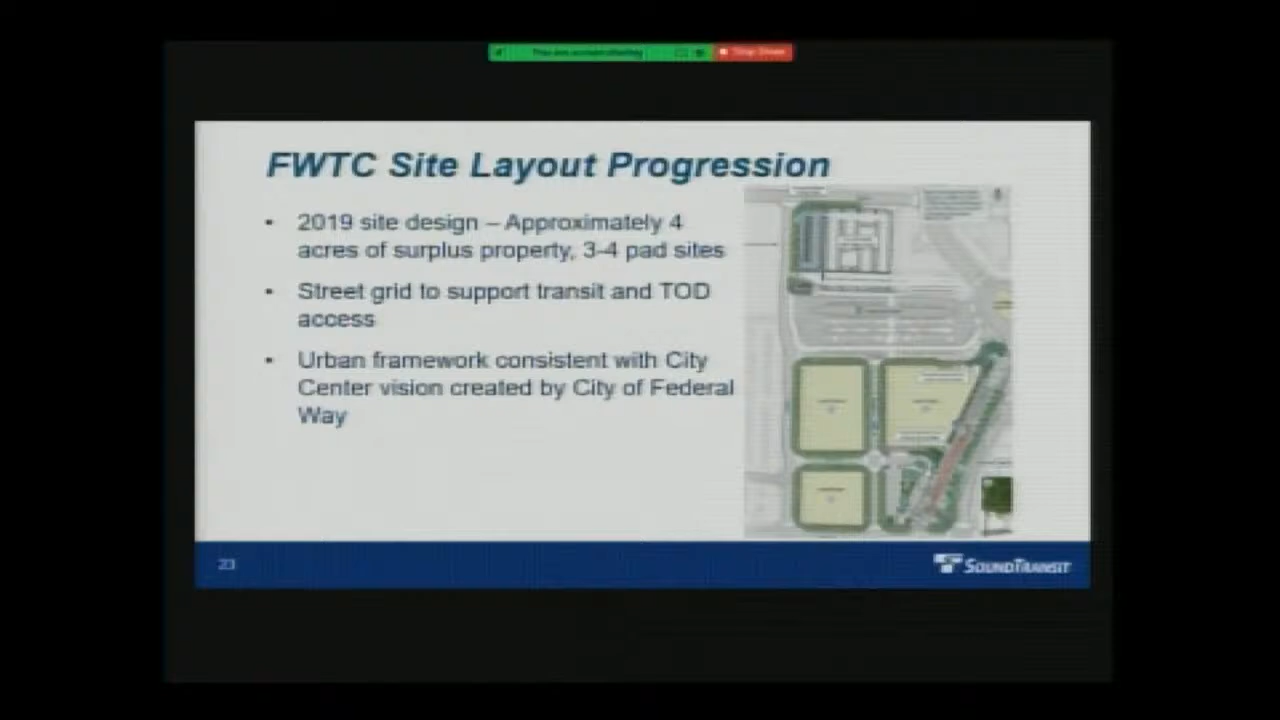 FWTC Site Layout Progression
• 2019 site design – Approximately 4
acres of surplus property, 3-4 pad sites
• Street grid to support transit and TOD
access
• Urban framework consistent with City
Center vision created by City of Federal
Way
23
SOUNDTRANSIT